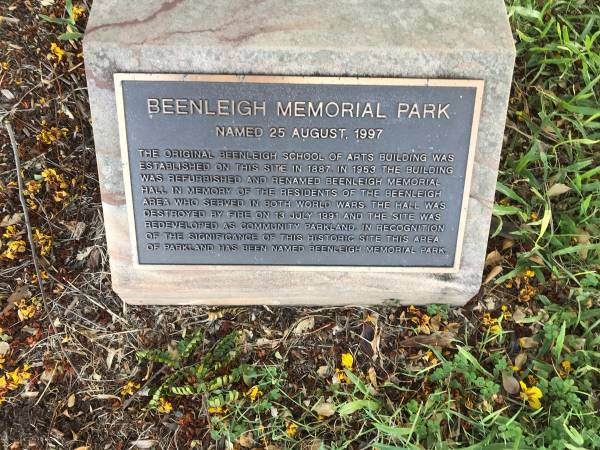 BEENLEIGH MEMORIAL PARK
NAMED 25 AUGUST, 1997
THE ORIGINAL BEENLEIGH SCHOOL OF ARTS BUILDING WAS
ESTABLISHED ON THIS SITE IN 1887. IN 1953 THE BUILDING
WAS REFURBISHED AND RENAMED BEENLEIGH MEMORIAL
HALL IN MEMORY OF THE RESIDENTS OF THE BEENLEIGH
AREA WHO SERVED IN BOTH WORLD WARS. THE HALL WAS
DESTROYED BY FIRE ON 13 JULY 1991 AND THE SITE WAS
REDEVELOPED AS COMMUNITY PARKLAND. IN RECOGNITION
OF THE SIGNIFICANCE OF THIS HISTORIC SITE THIS AREA
OF PARKLAND HAS BEEN NAMED BEENLEIGH MEMORIAL PARK.